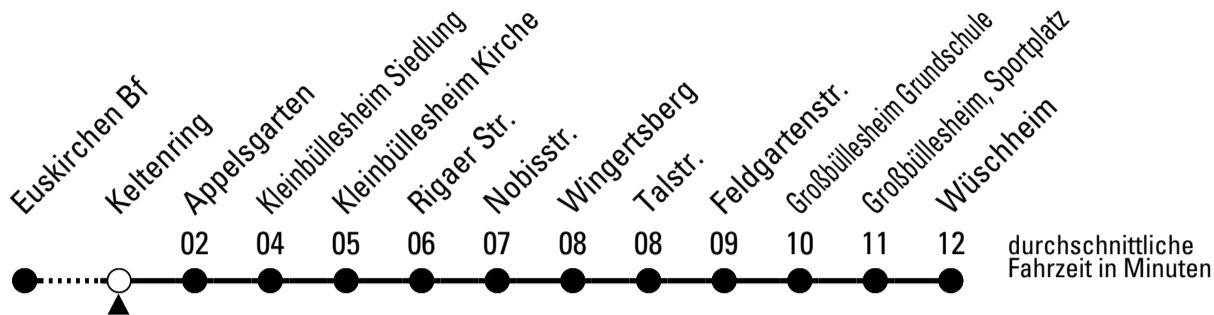 Euskirchen Bf
Keltenring
Appelsgarten
Kleinbüllesheim Siedlung
Kleinbüllesheim Kirche
Rigaer Str.
Nobisstr.
Wingertsberg
Talstr.
Feldgartenstr.
Großbüllesheim Grundschule
Großbüllesheim, Sportplatz
Wüschheim
02 04 05 06 07 08 08 09 10 11 12
durchschnittliche
Fahrzeit in Minuten